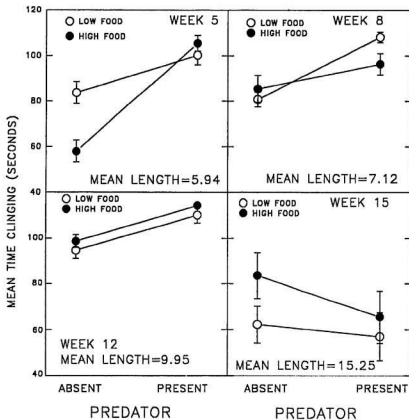 120
100
80
60
40
100
80
60
40
MEAN TIME CLINGING (SECONDS)
LOW FOOD WEEK 5
HIGH FOOD
MEAN LENGTH=5.94
LOW FOOD WEEK 8
HIGH FOOD
MEAN LENGTH=7.12
LOW FOOD
HIGH FOOD
WEEK 12
MEAN LENGTH=9.95
LOW FOOD WEEK 15
HIGH FOOD
MEAN LENGTH=15.25
ABSENT PRESENT ABSENT PRESENT
PREDATOR PREDATOR